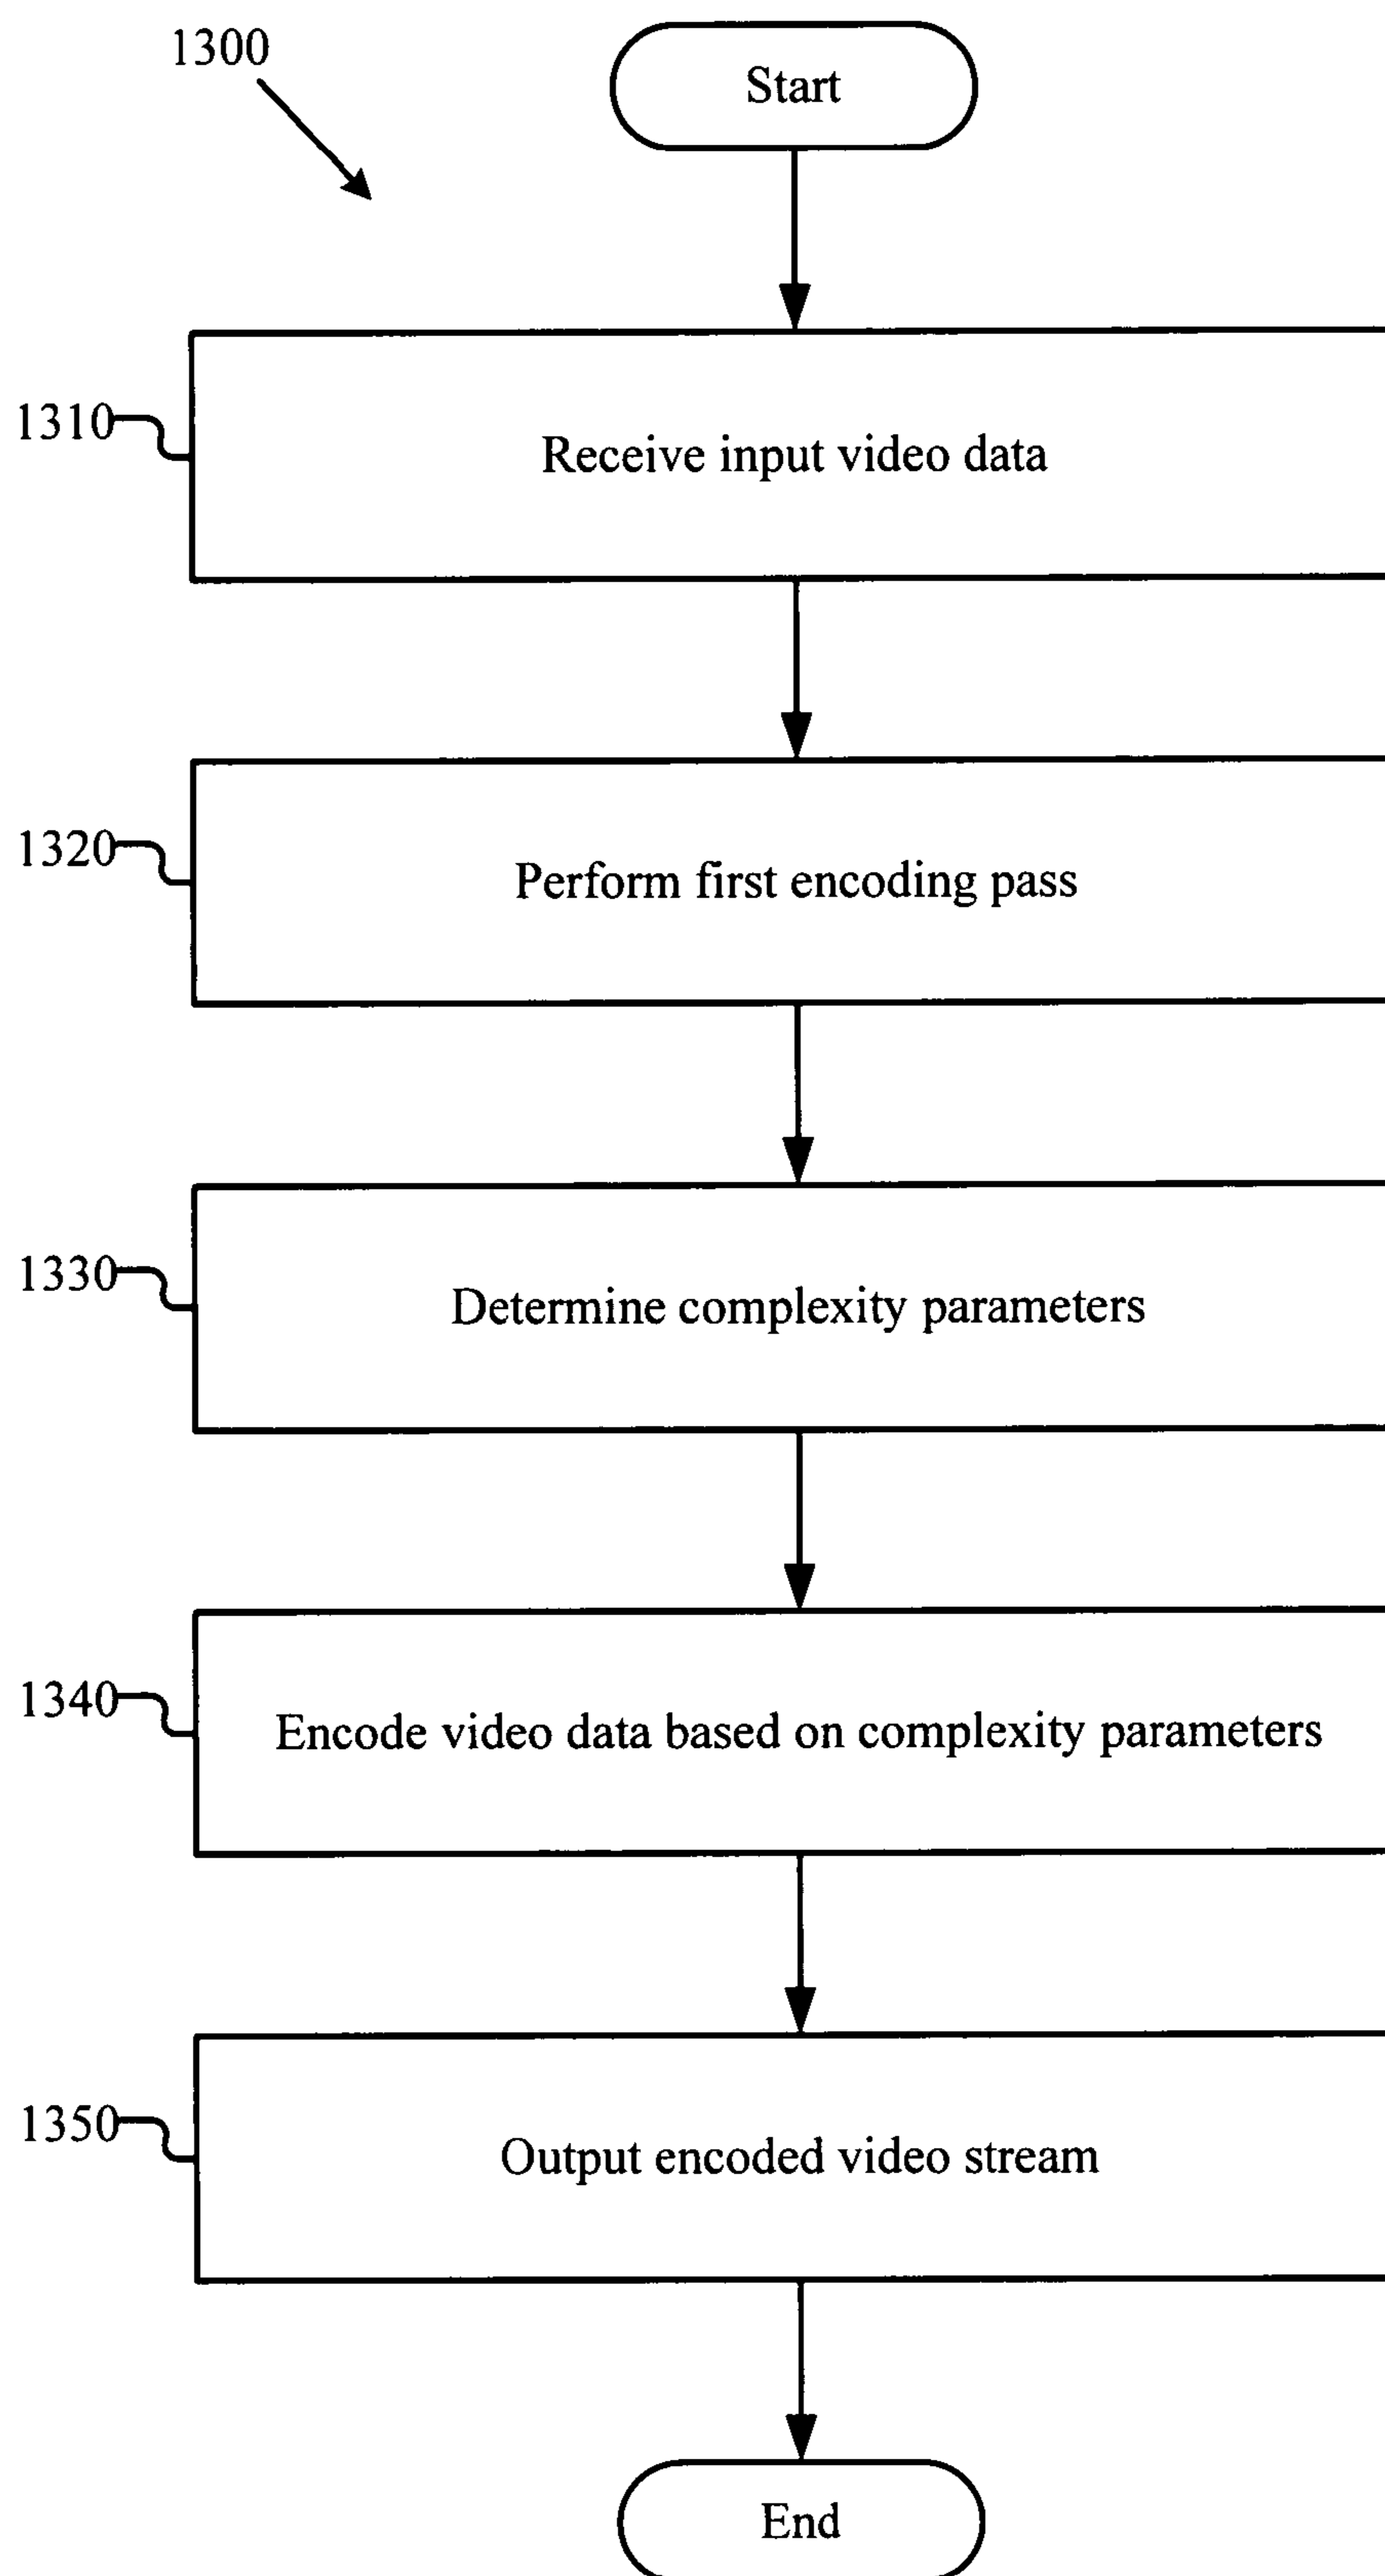 1300
Start
1310
Receive input video data
1320
Perform first encoding pass
1330
Determine complexity parameters
1340
Encode video data based on complexity parameters
1350
Output encoded video stream
End